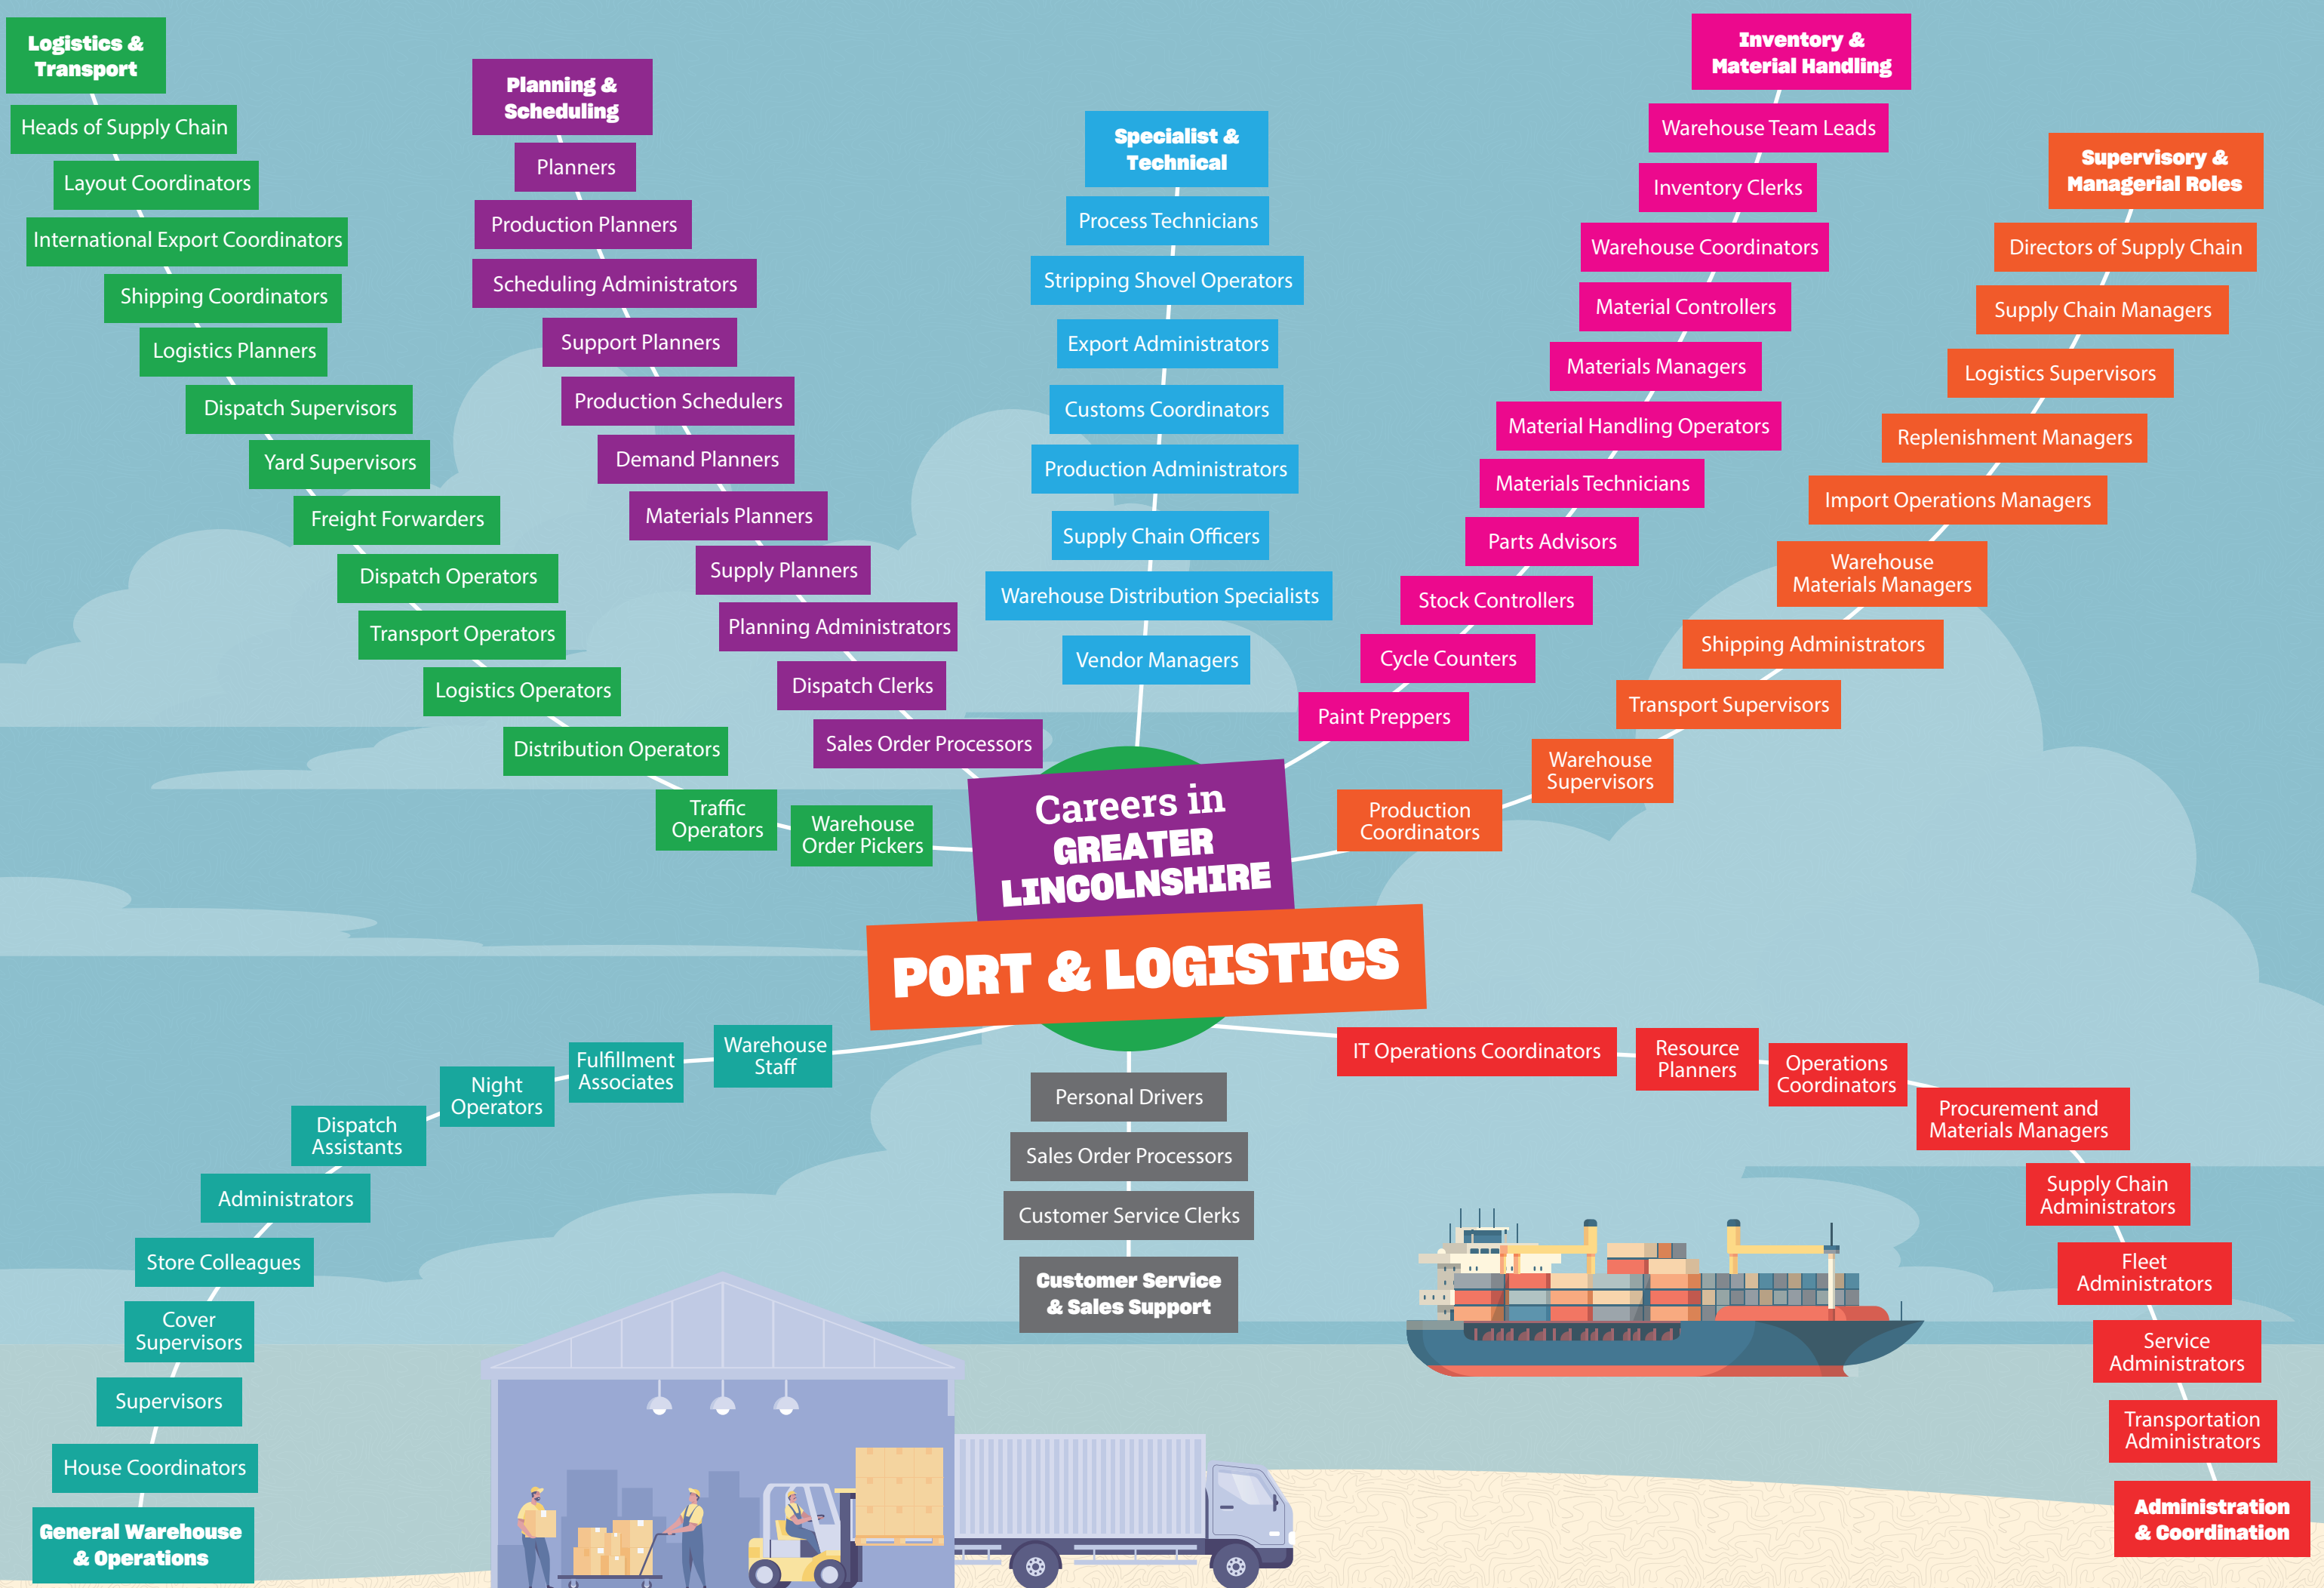 Logistics &
Transport
Heads of Supply Chain
Layout Coordinators
International Export Coordinators
Shipping Coordinators
Logistics Planners
Dispatch Supervisors
Yard Supervisors
Freight Forwarders
Dispatch Operators
Transport Operators
Logistics Operators
Distribution Operators
Traffic
Operators
Warehouse
Order Pickers
Planning &
Scheduling
Planners
Production Planners
Scheduling Administrators
Support Planners
Production Schedulers
Demand Planners
Materials Planners
Supply Planners
Planning Administrators
Dispatch Clerks
Sales Order Processors
Specialist &
Technical
Process Technicians
Stripping Shovel Operators
Export Administrators
Customs Coordinators
Production Administrators
Supply Chain Officers
Warehouse Distribution Specialists
Vendor Managers
Inventory &
Material Handling
Warehouse Team Leads
Inventory Clerks
Warehouse Coordinators
Material Controllers
Materials Managers
Material Handling Operators
Materials Technicians
Parts Advisors
Stock Controllers
Cycle Counters
Paint Preppers
Supervisory &
Managerial Roles
Directors of Supply Chain
Supply Chain Managers
Logistics Supervisors
Replenishment Managers
Import Operations Managers
Warehouse
Materials Managers
Shipping Administrators
Transport Supervisors
Warehouse
Supervisors
Production
Coordinators
Careers in
GREATER
LINCOLNSHIRE
PORT & LOGISTICS
Warehouse
Staff
Fulfillment
Associates
Night
Operators
Dispatch
Assistants
Administrators
Store Colleagues
Cover
Supervisors
Supervisors
House Coordinators
General Warehouse
& Operations
Personal Drivers
Sales Order Processors
Customer Service Clerks
Customer Service
& Sales Support
IT Operations Coordinators
Resource
Planners
Operations
Coordinators
Procurement and
Materials Managers
Supply Chain
Administrators
Fleet
Administrators
Service
Administrators
Transportation
Administrators
Administration
& Coordination